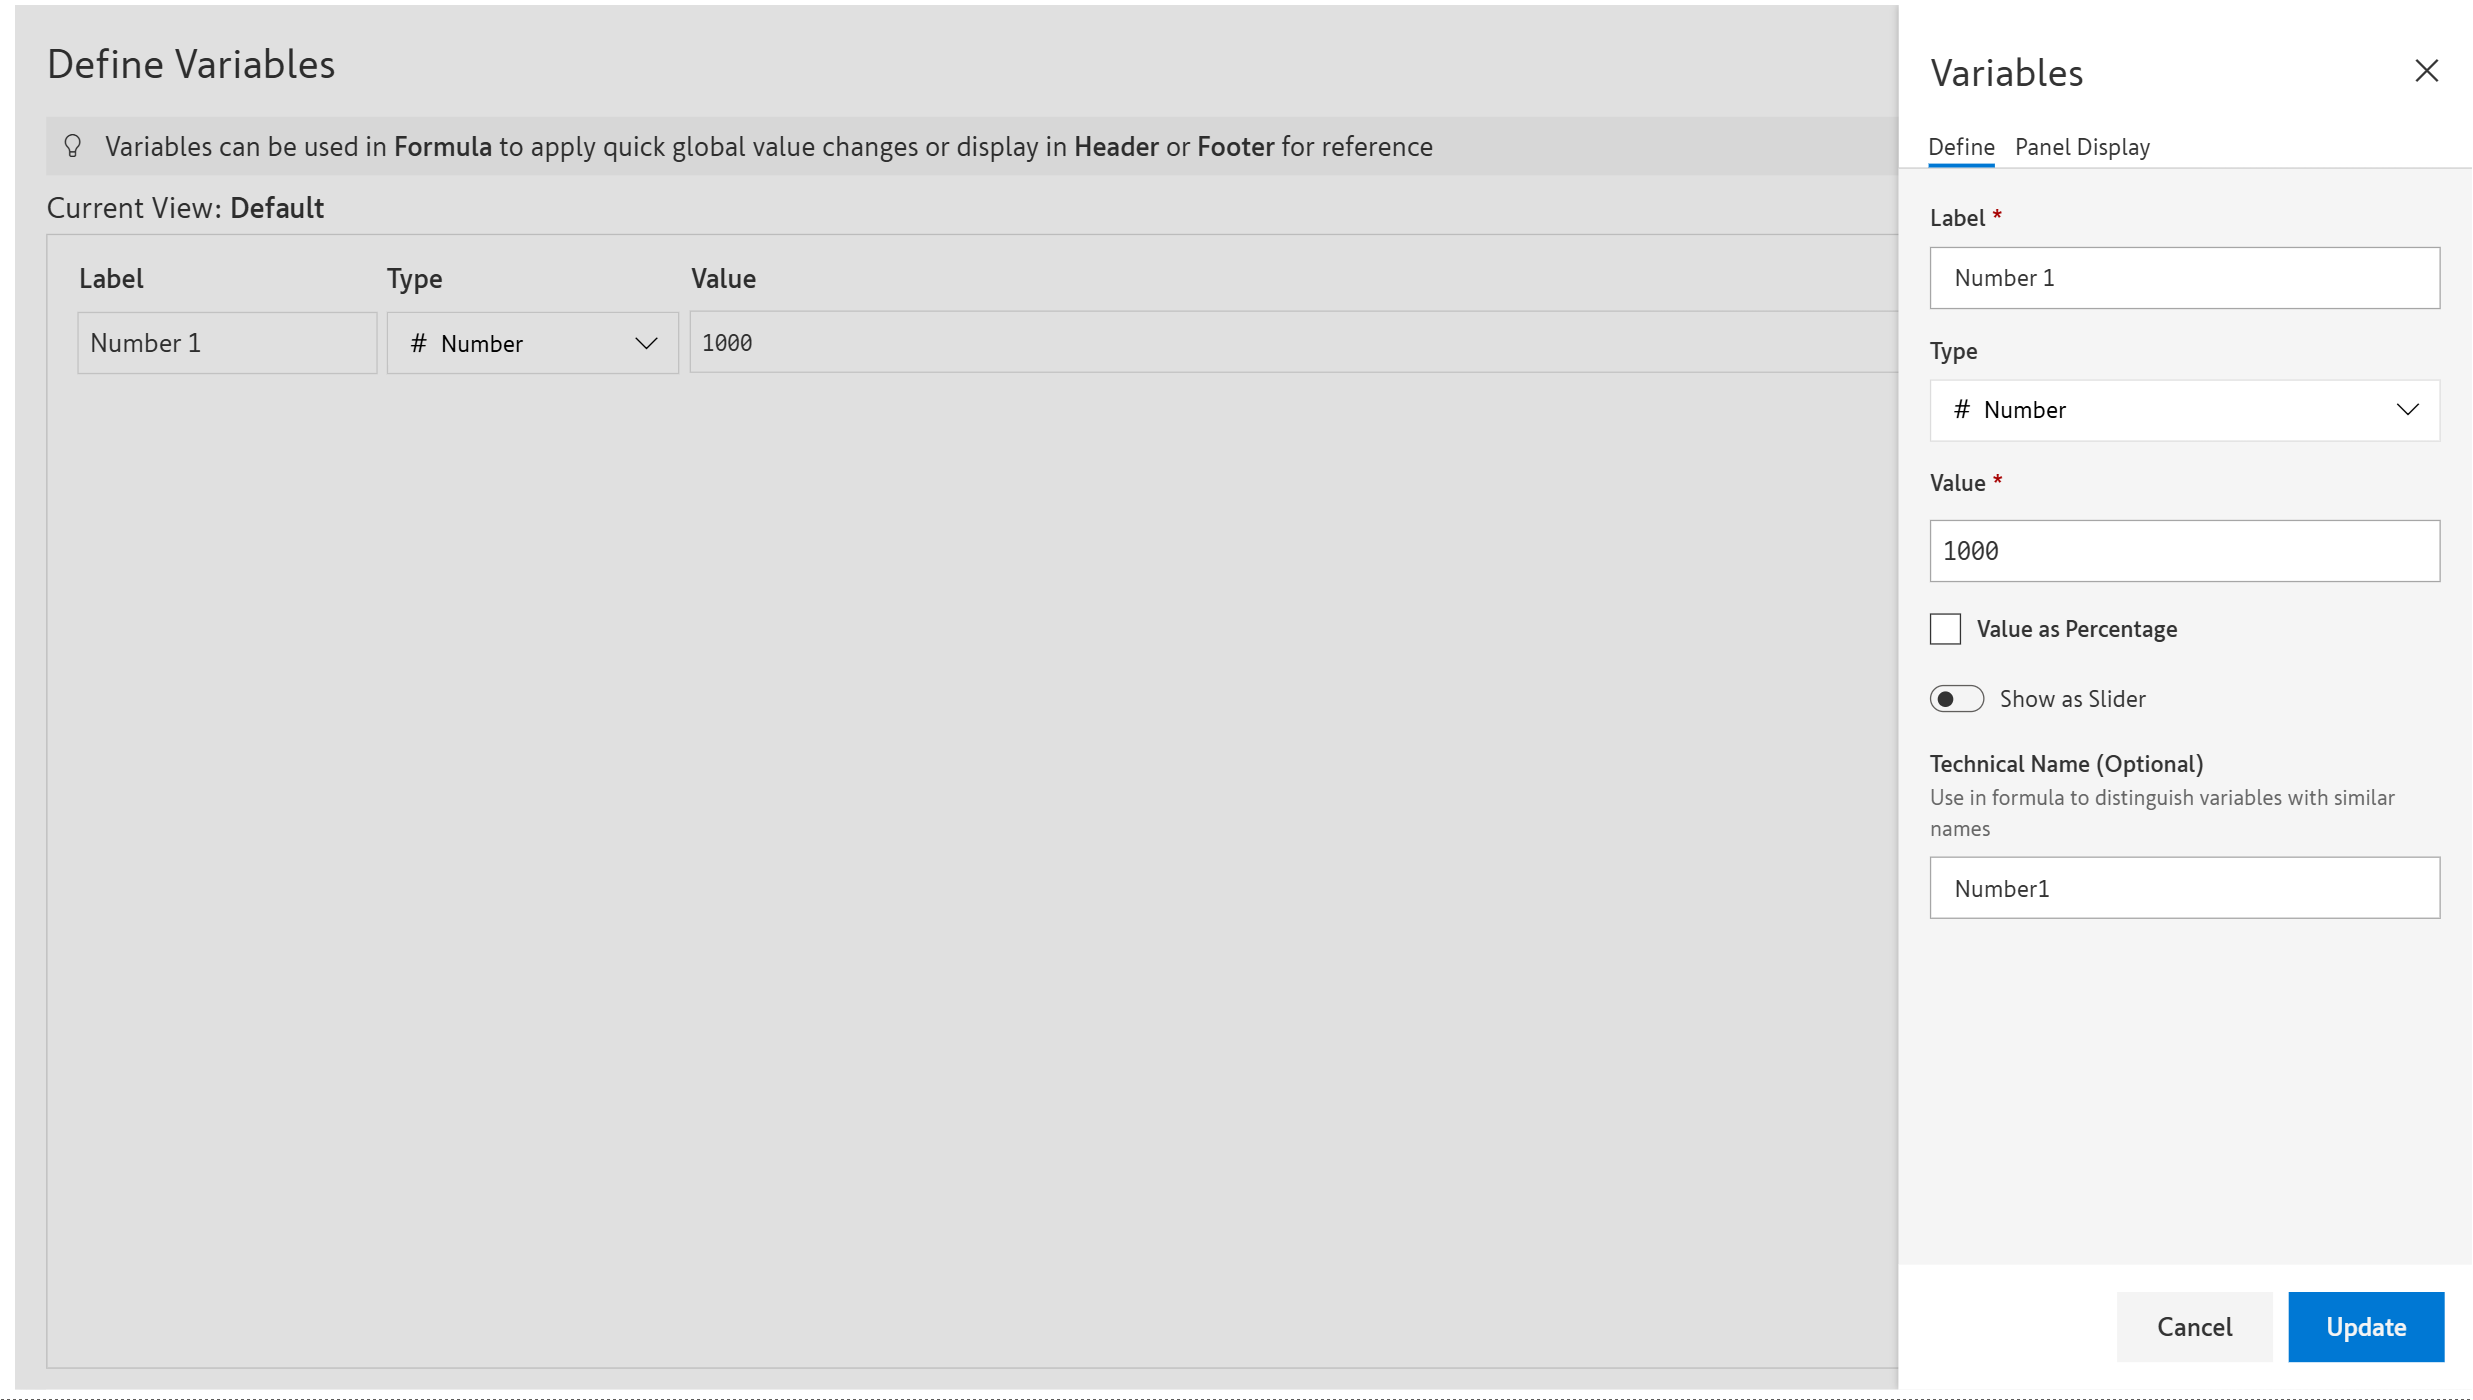 Define Variables
Variables can be used in Formula to apply quick global value changes or display in Header or Footer for reference
Current View: Default
Label Type Value
Number 1 # Number 1000
Variables
Define Panel Display
Label *
Number 1
Type
# Number
Value *
1000
Value as Percentage
Show as Slider
Technical Name (Optional)
Use in formula to distinguish variables with similar
names
Number1
Cancel Update